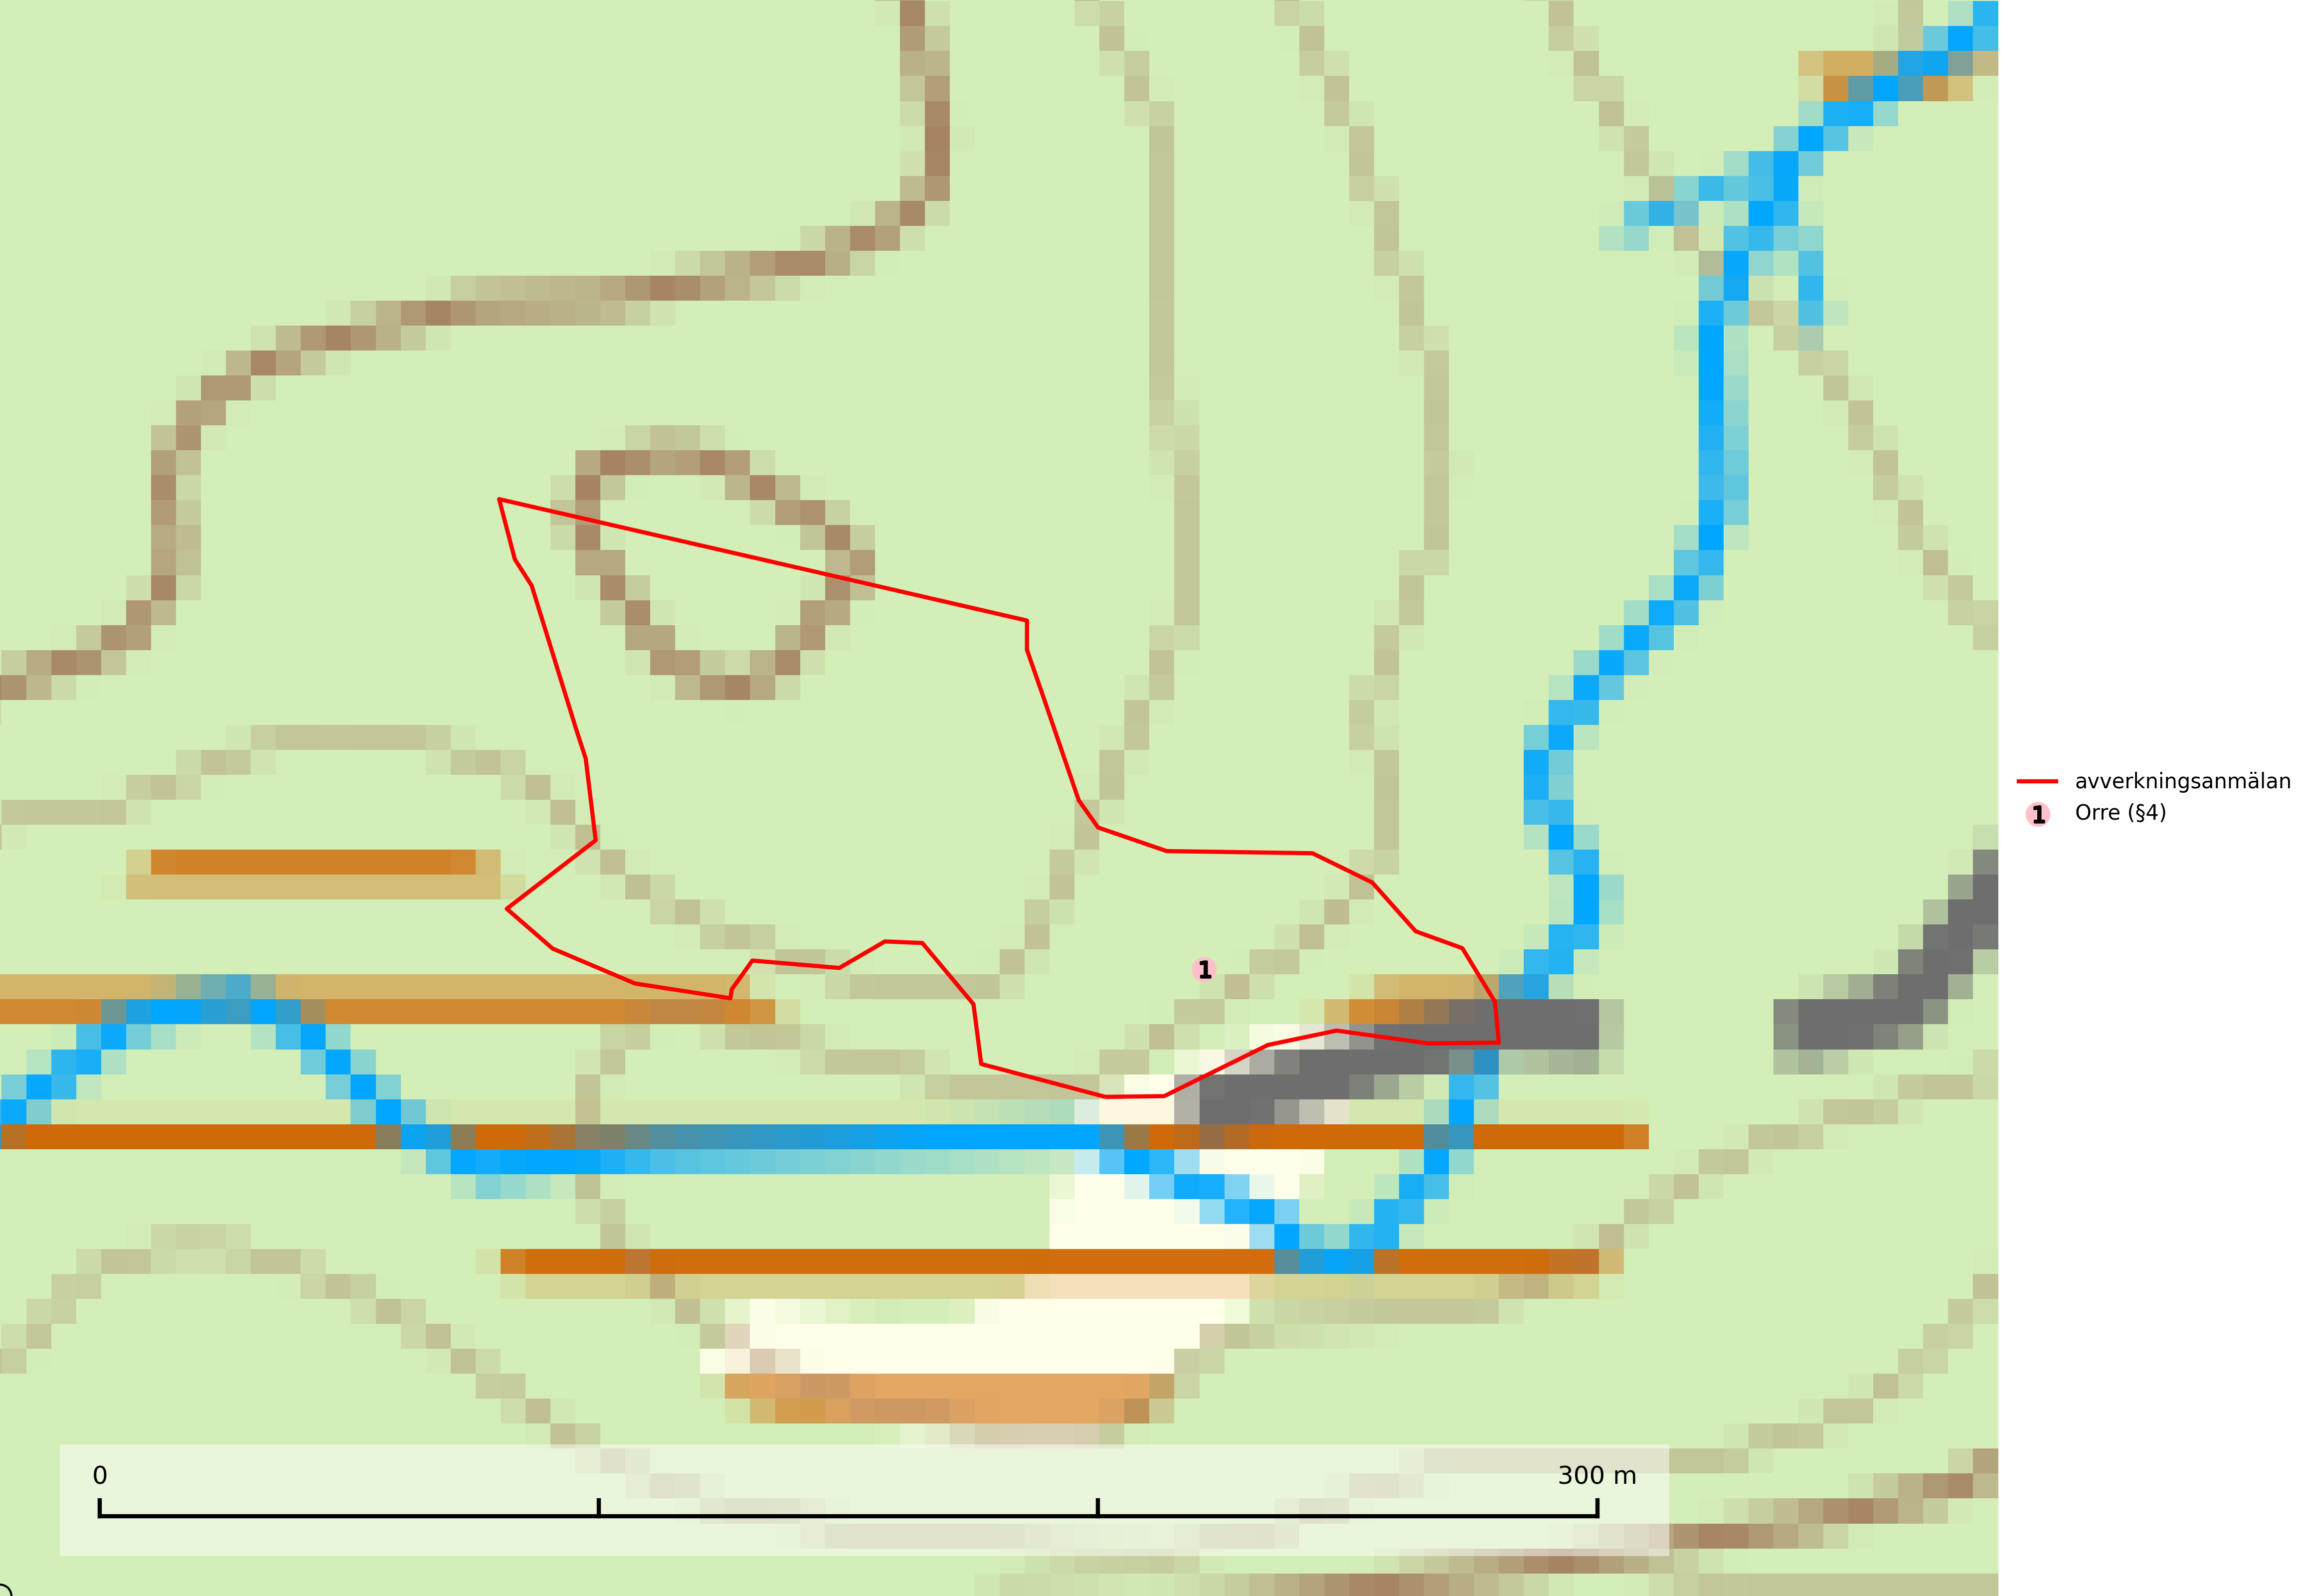 1
avverkningsanmälan
1 Orre (§4)
0 300 m